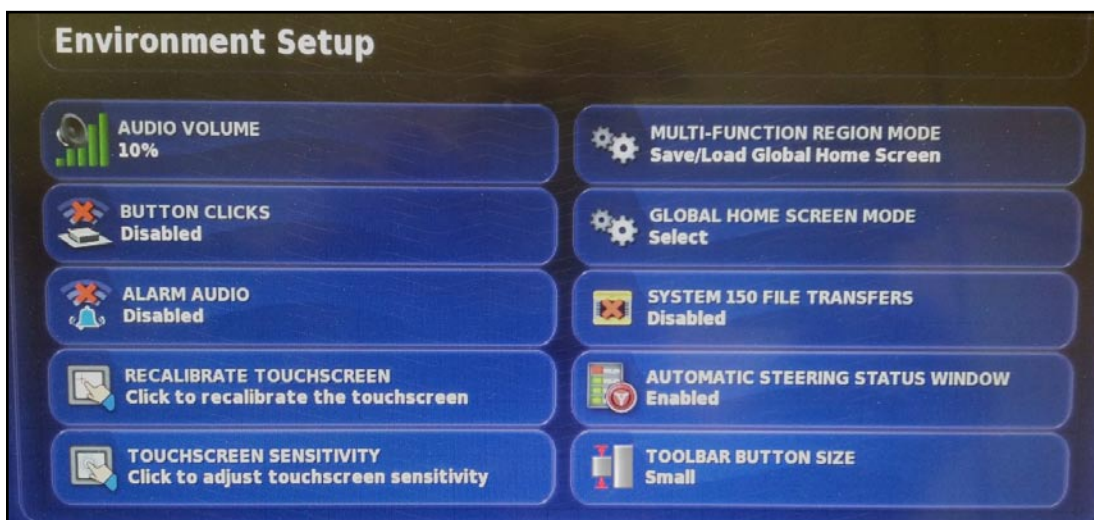 Environment Setup
AUDIO VOLUME
10%
BUTTON CLICKS
Disabled
ALARM AUDIO
Disabled
RECALIBRATE TOUCHSCREEN
Click to recalibrate the touchscreen
TOUCHSCREEN SENSITIVITY
Click to adjust touchscreen sensitivity
MULTI-FUNCTION REGION MODE
Save/Load Global Home Screen
GLOBAL HOME SCREEN MODE
Select
SYSTEM 150 FILE TRANSFERS
Disabled
AUTOMATIC STEERING STATUS WINDOW
Enabled
TOOLBAR BUTTON SIZE
Small